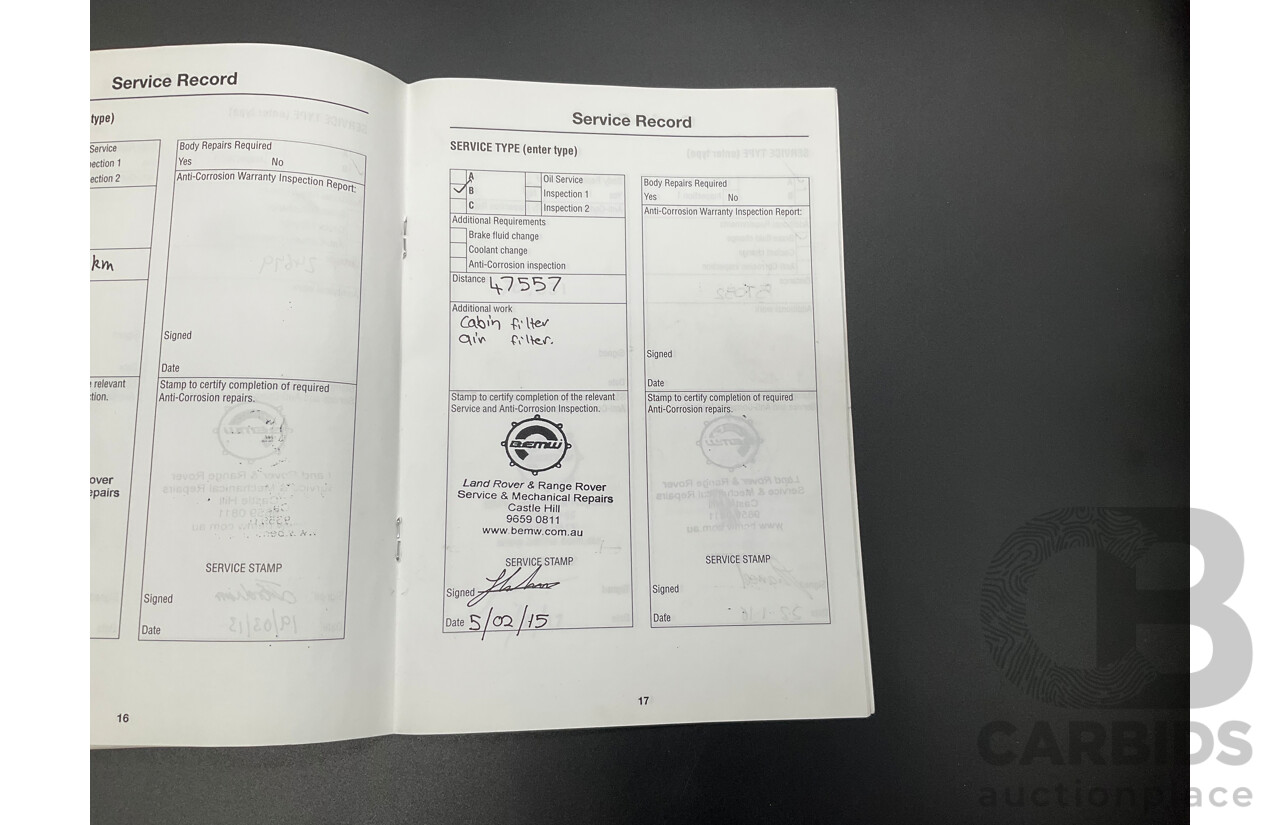 Service Record
type)
Service
ection 1
ection 2
km
relevant
tion.
over
epairs
Body Repairs Required
Yes No
Anti-Corrosion Warranty Inspection Report:
Signed
Date
Stamp to certify completion of required
Anti-Corrosion repairs.
SERVICE STAMP
Signed
Date
16
Service Record
SERVICE TYPE (enter type)
A Oil Service
B Inspection 1
C Inspection 2
Additional Requirements
Brake fluid change
Coolant change
Anti-Corrosion inspection
Distance 47557
Additional work
Cabin filter
air filter.
Stamp to certify completion of the relevant
Service and Anti-Corrosion Inspection.
BEMW
Land Rover & Range Rover
Service & Mechanical Repairs
Castle Hill
9659 0811
www.bemw.com.au
SERVICE STAMP
Signed
Date 5/02/15
Body Repairs Required
Yes No
Anti-Corrosion Warranty Inspection Report:
Signed
Date
Stamp to certify completion of required
Anti-Corrosion repairs.
SERVICE STAMP
Signed
Date
17
CARBIDS
auctionplace